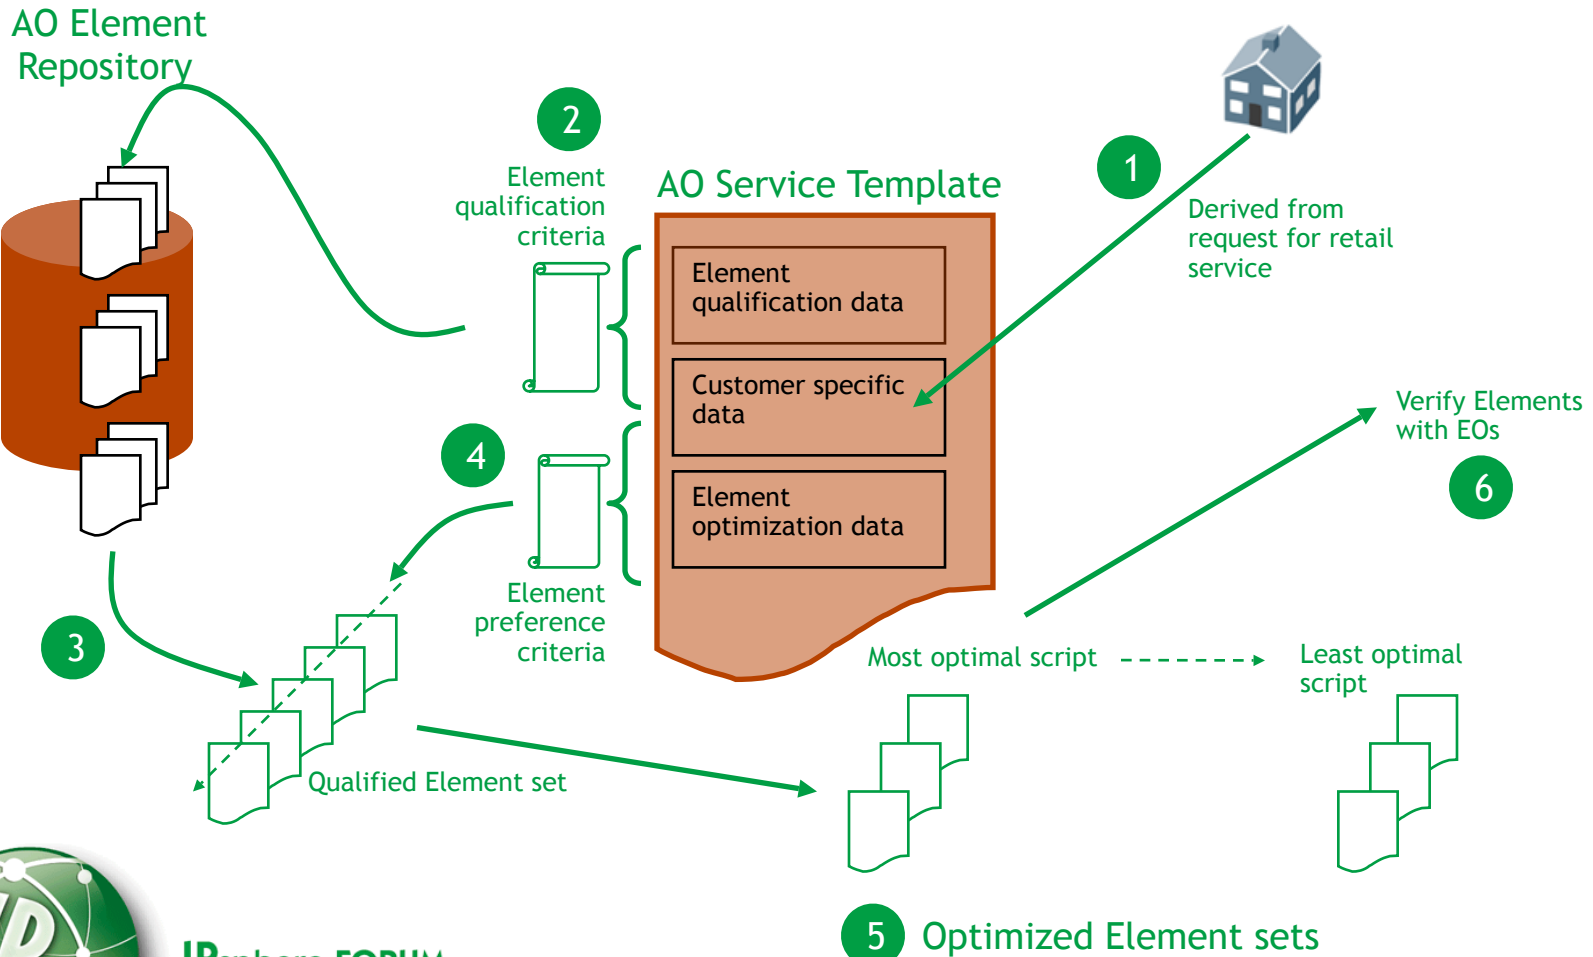 AO Element
Repository
2
Element
qualification
criteria
AO Service Template
1
Derived from
request for retail
service
Element
qualification data
Customer specific
data
Element
optimization data
4
Element
preference
criteria
Verify Elements
with EOs
6
3
Qualified Element set
Most optimal script
Least optimal
script
5
Optimized Element sets
IPsphere FORUM